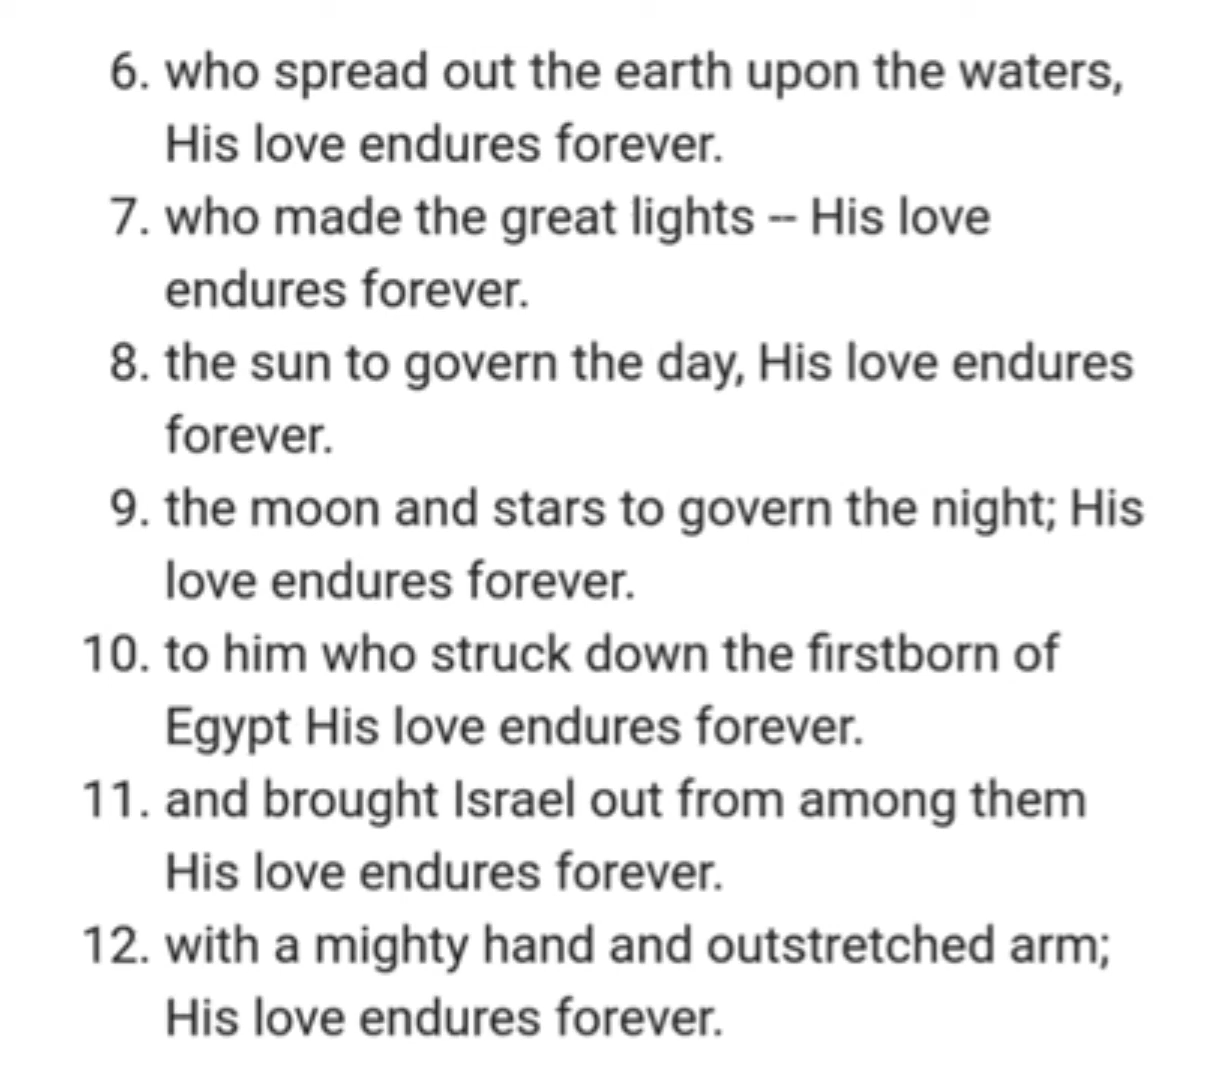 6. who spread out the earth upon the waters,
His love endures forever.
7. who made the great lights -- His love
endures forever.
8. the sun to govern the day, His love endures
forever.
9. the moon and stars to govern the night; His
love endures forever.
10. to him who struck down the firstborn of
Egypt His love endures forever.
11. and brought Israel out from among them
His love endures forever.
12. with a mighty hand and outstretched arm;
His love endures forever.